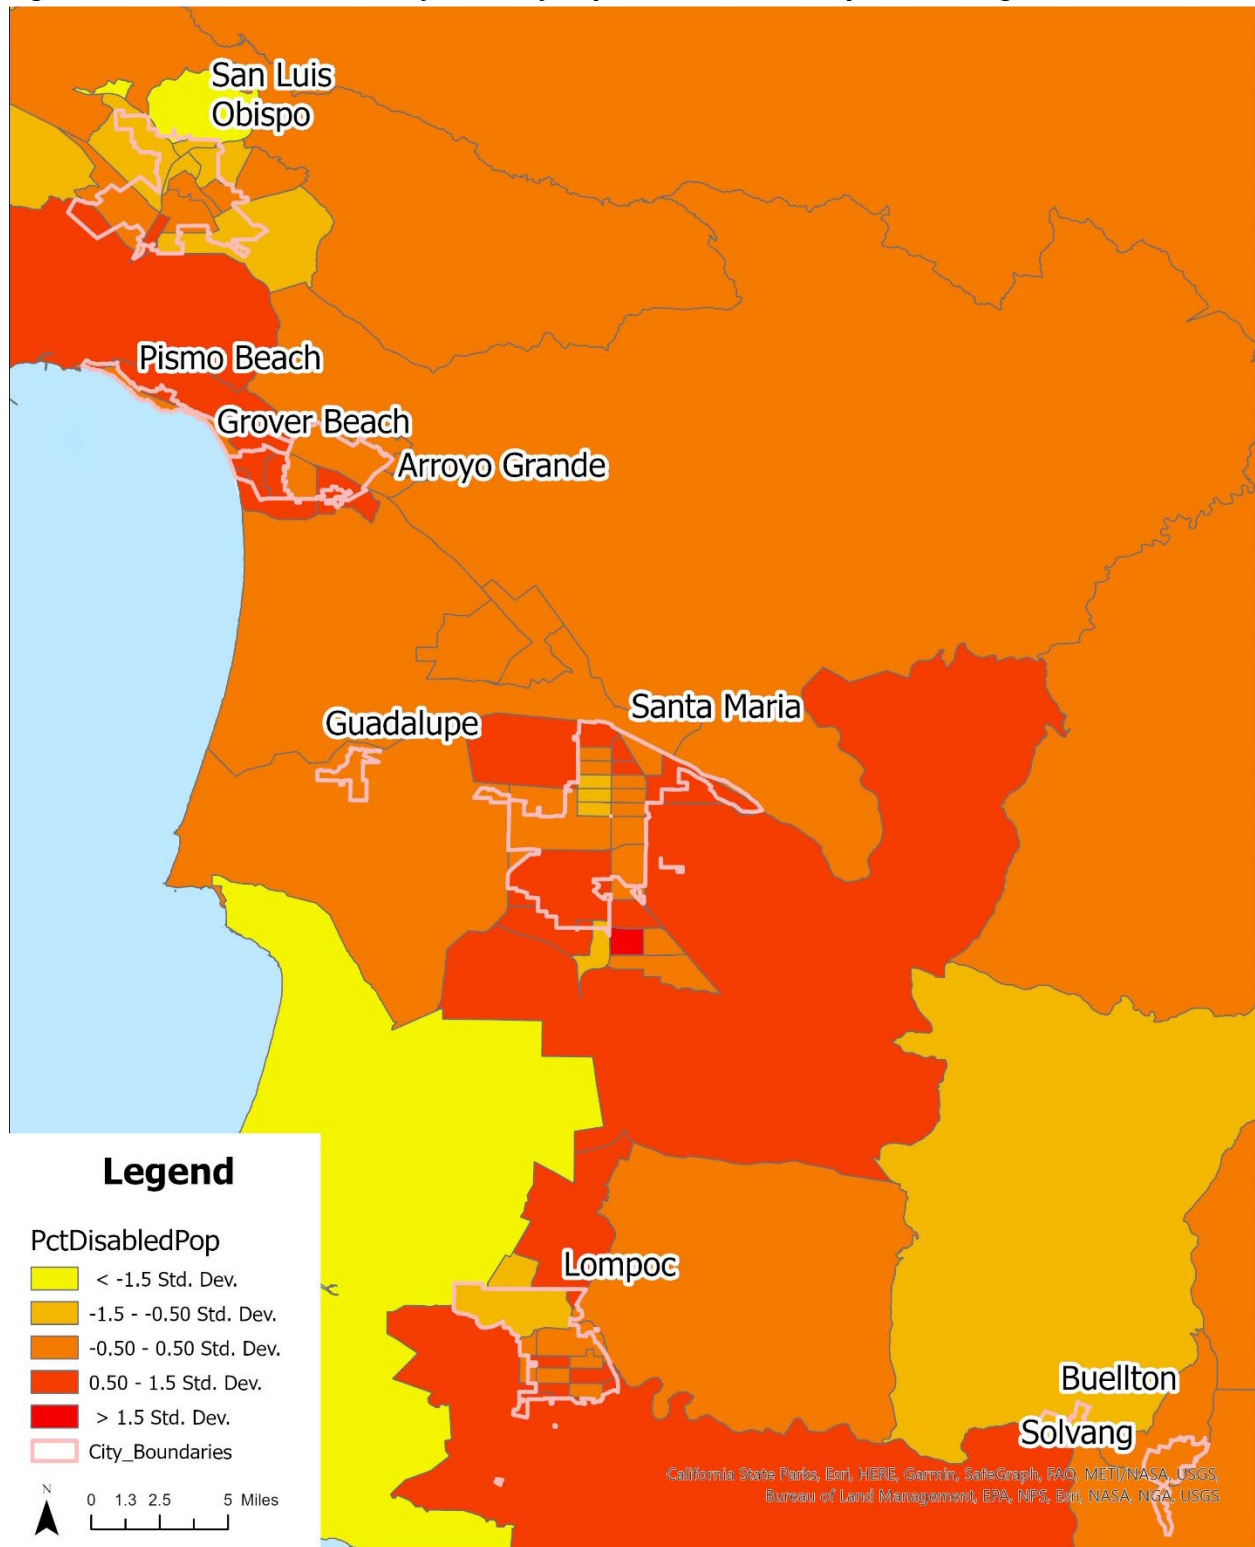 San Luis
Obispo
Pismo Beach
Grover Beach
Arroyo Grande
Santa Maria
Guadalupe
Lompoc
Buellton
Solvang
Legend
PctDisabledPop
< -1.5 Std. Dev.
-1.5 - -0.50 Std. Dev.
-0.50 - 0.50 Std. Dev.
0.50 - 1.5 Std. Dev.
> 1.5 Std. Dev.
City_Boundaries
N
0 1.3 2.5 5 Miles
California State Parks, Esri, HERE, Garmin, SafeGraph, FAO, METI/NASA, USGS,
Bureau of Land Management, EPA, NPS, Esri, NASA, NGA, USGS